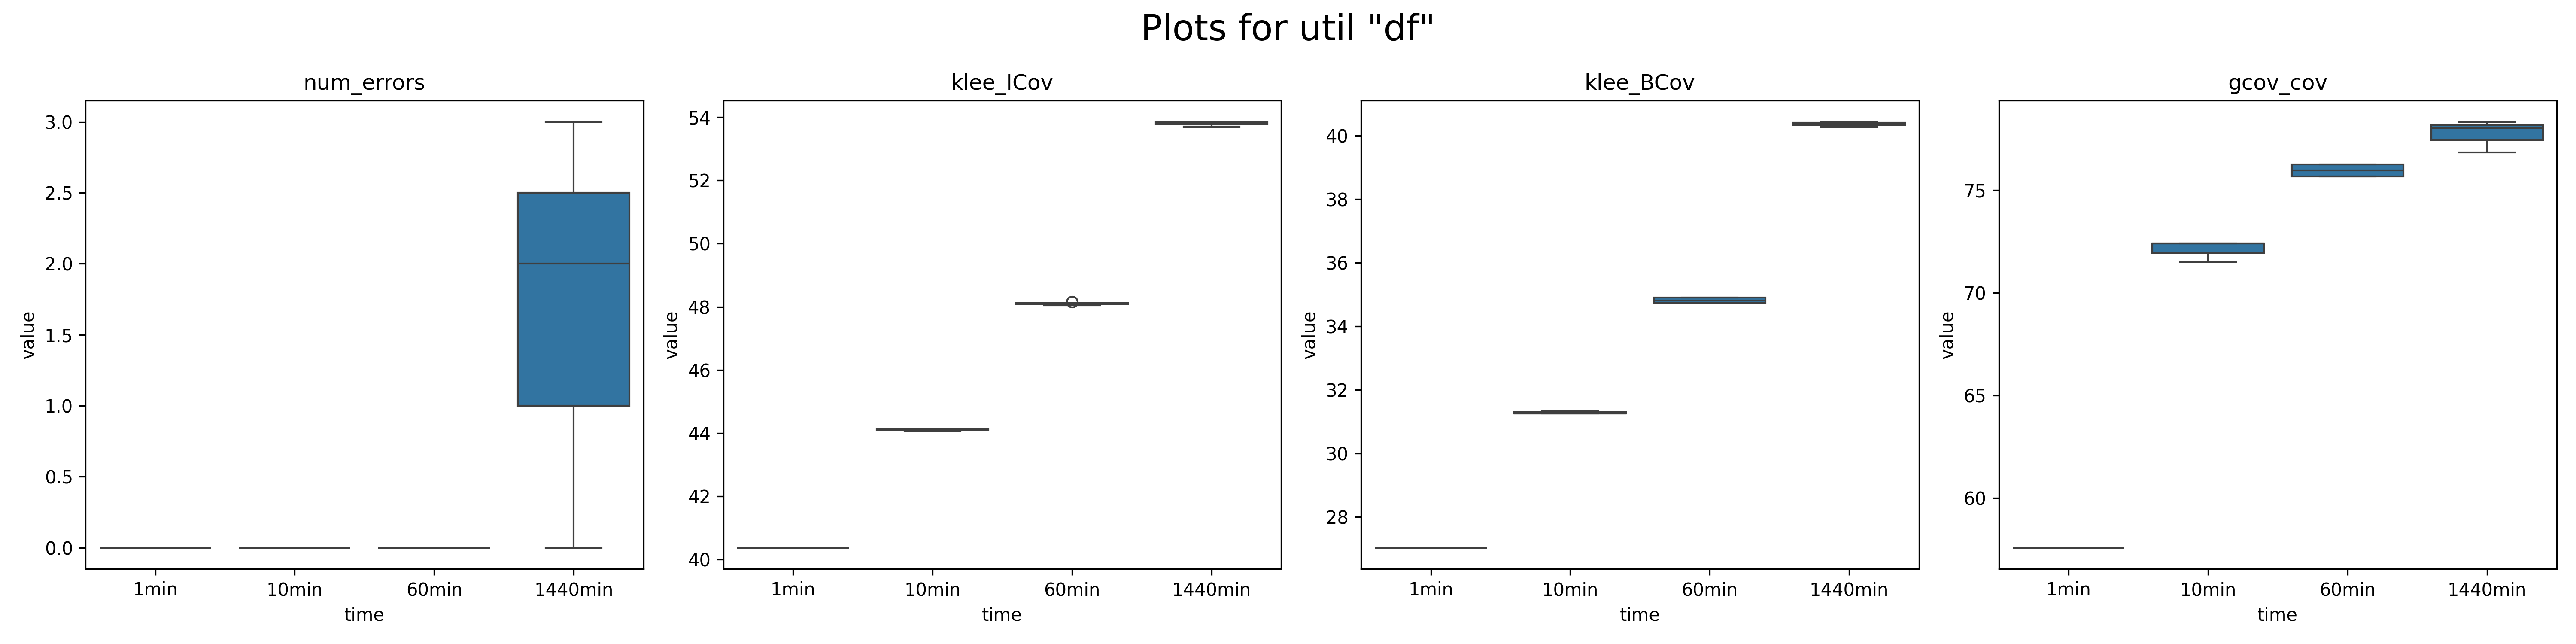 Plots for util "df"
num_errors
3.0
2.5
2.0
1.5
1.0
0.5
0.0
value
1min 10min 60min 1440min
time
klee_ICov
54
52
50
48
46
44
42
40
value
1min 10min 60min 1440min
time
klee_BCov
40
38
36
34
32
30
28
value
1min 10min 60min 1440min
time
gcov_cov
75
70
65
60
value
1min 10min 60min 1440min
time